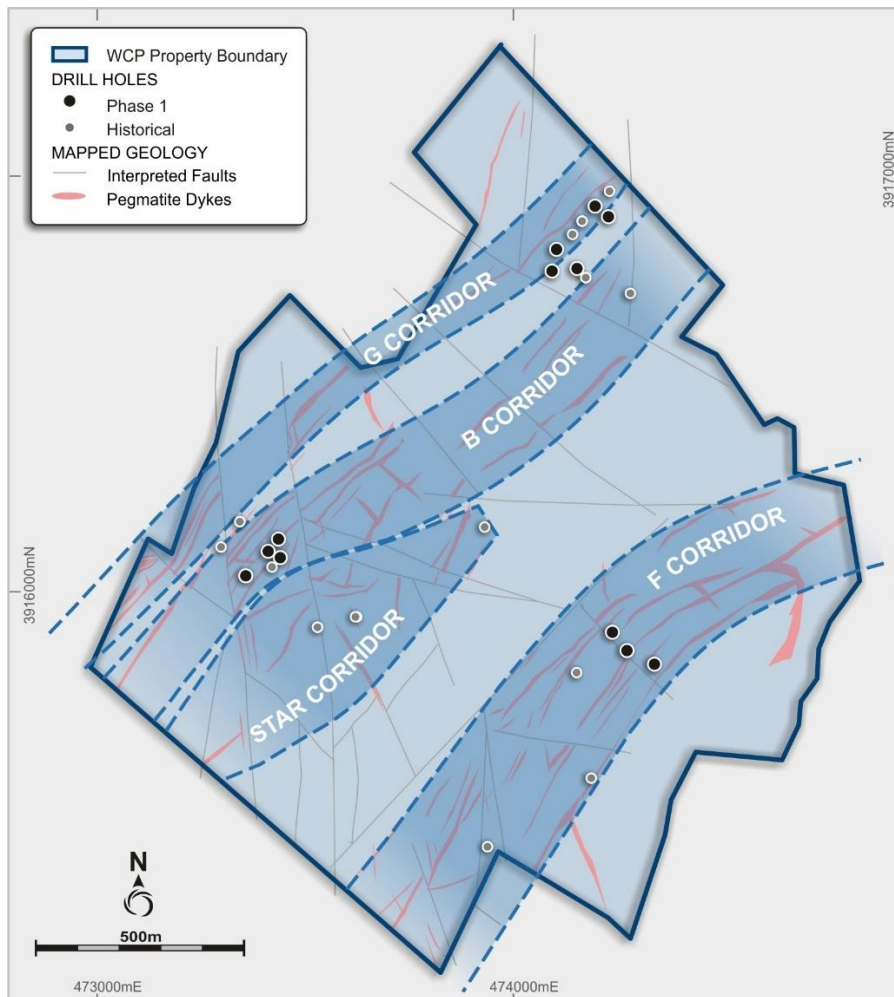 WCP Property Boundary
DRILL HOLES
Phase 1
Historical
MAPPED GEOLOGY
Interpreted Faults
Pegmatite Dykes
3917000mN
G CORRIDOR
B CORRIDOR
F CORRIDOR
3916000mN
STAR CORRIDOR
N
500m
473000mE
474000mE